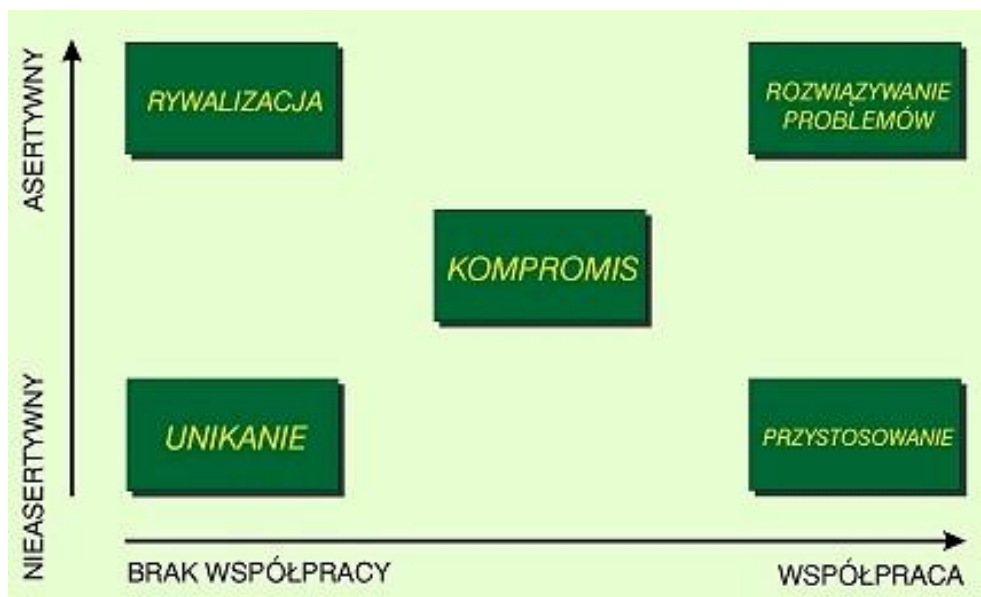 ASERTYWNY
RYWALIZACJA
ROZWIĄZYWANIE
PROBLEMÓW
KOMPROMIS
NIEASERTYWNY
UNIKANIE
PRZYSTOSOWANIE
BRAK WSPÓŁPRACY
WSPÓŁPRACA